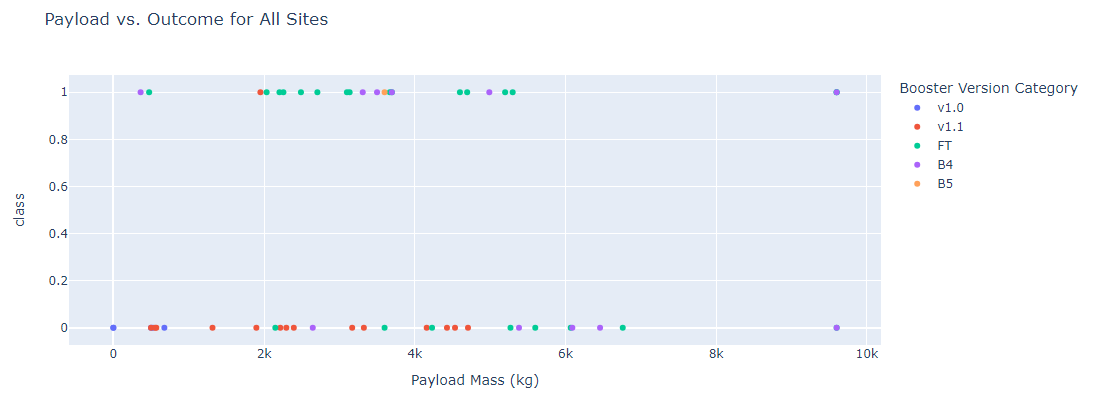 Payload vs. Outcome for All Sites
Booster Version Category
v1.0
v1.1
FT
B4
B5
class
1
0.8
0.6
0.4
0.2
0
0 2k 4k 6k 8k 10k
Payload Mass (kg)